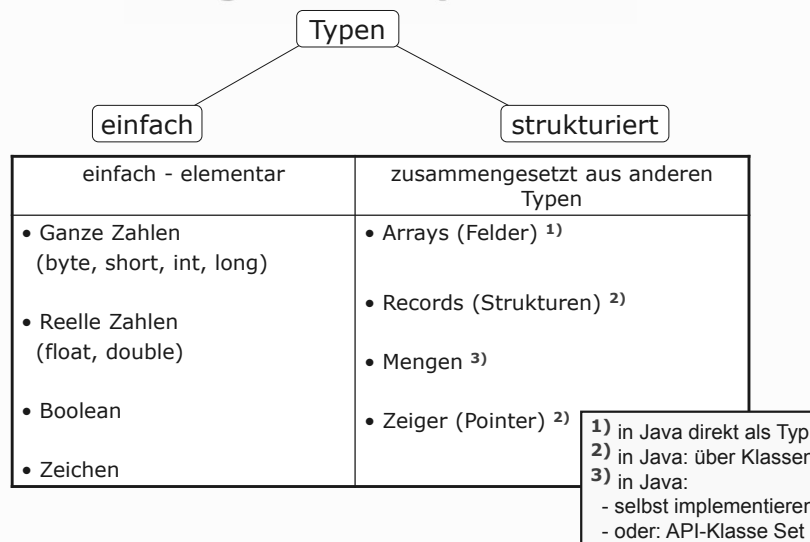 Typen
einfach
strukturiert
einfach - elementar
zusammengesetzt aus anderen
Typen
• Ganze Zahlen
(byte, short, int, long)
• Reelle Zahlen
(float, double)
• Boolean
• Zeichen
• Arrays (Felder) 1)
• Records (Strukturen) 2)
• Mengen 3)
• Zeiger (Pointer) 2)
1) in Java direkt als Typ
2) in Java: über Klassen
3) in Java:
- selbst implementieren
- oder: API-Klasse Set